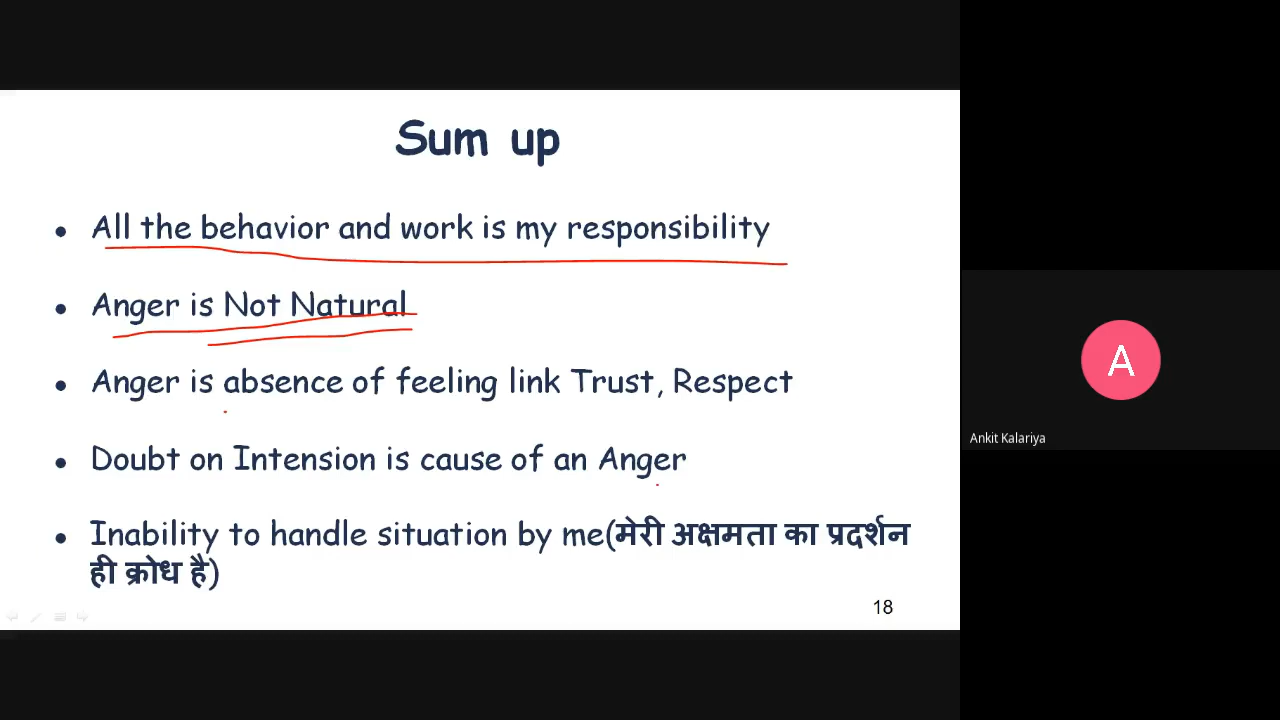 Sum up
• All the behavior and work is my responsibility
• Anger is Not Natural
• Anger is absence of feeling link Trust, Respect
• Doubt on Intension is cause of an Anger
• Inability to handle situation by me(मेरी अक्षमता का प्रदर्शन
ही क्रोध है)
18
A
Ankit Kalariya